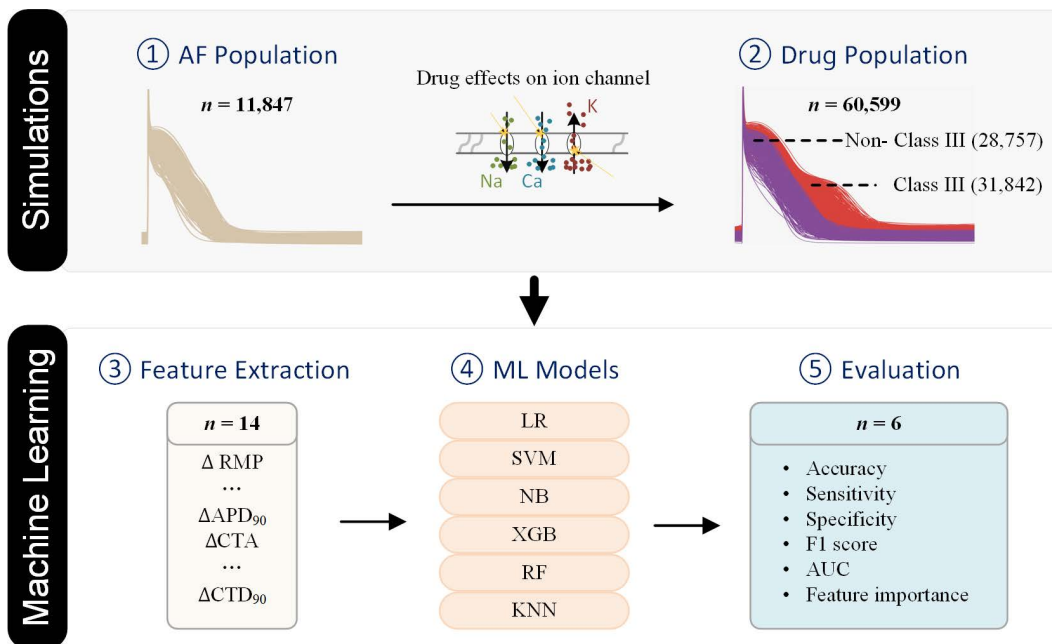 Simulations
① AF Population
n = 11,847
Drug effects on ion channel
K
Na
Ca
② Drug Population
n = 60,599
Non- Class III (28,757)
Class III (31,842)
Machine Learning
③ Feature Extraction
n = 14
Δ RMP
...
ΔAPD₉₀
ΔCTA
...
ΔCTD₉₀
④ ML Models
LR
SVM
NB
XGB
RF
KNN
⑤ Evaluation
n = 6
• Accuracy
• Sensitivity
• Specificity
• F1 score
• AUC
• Feature importance